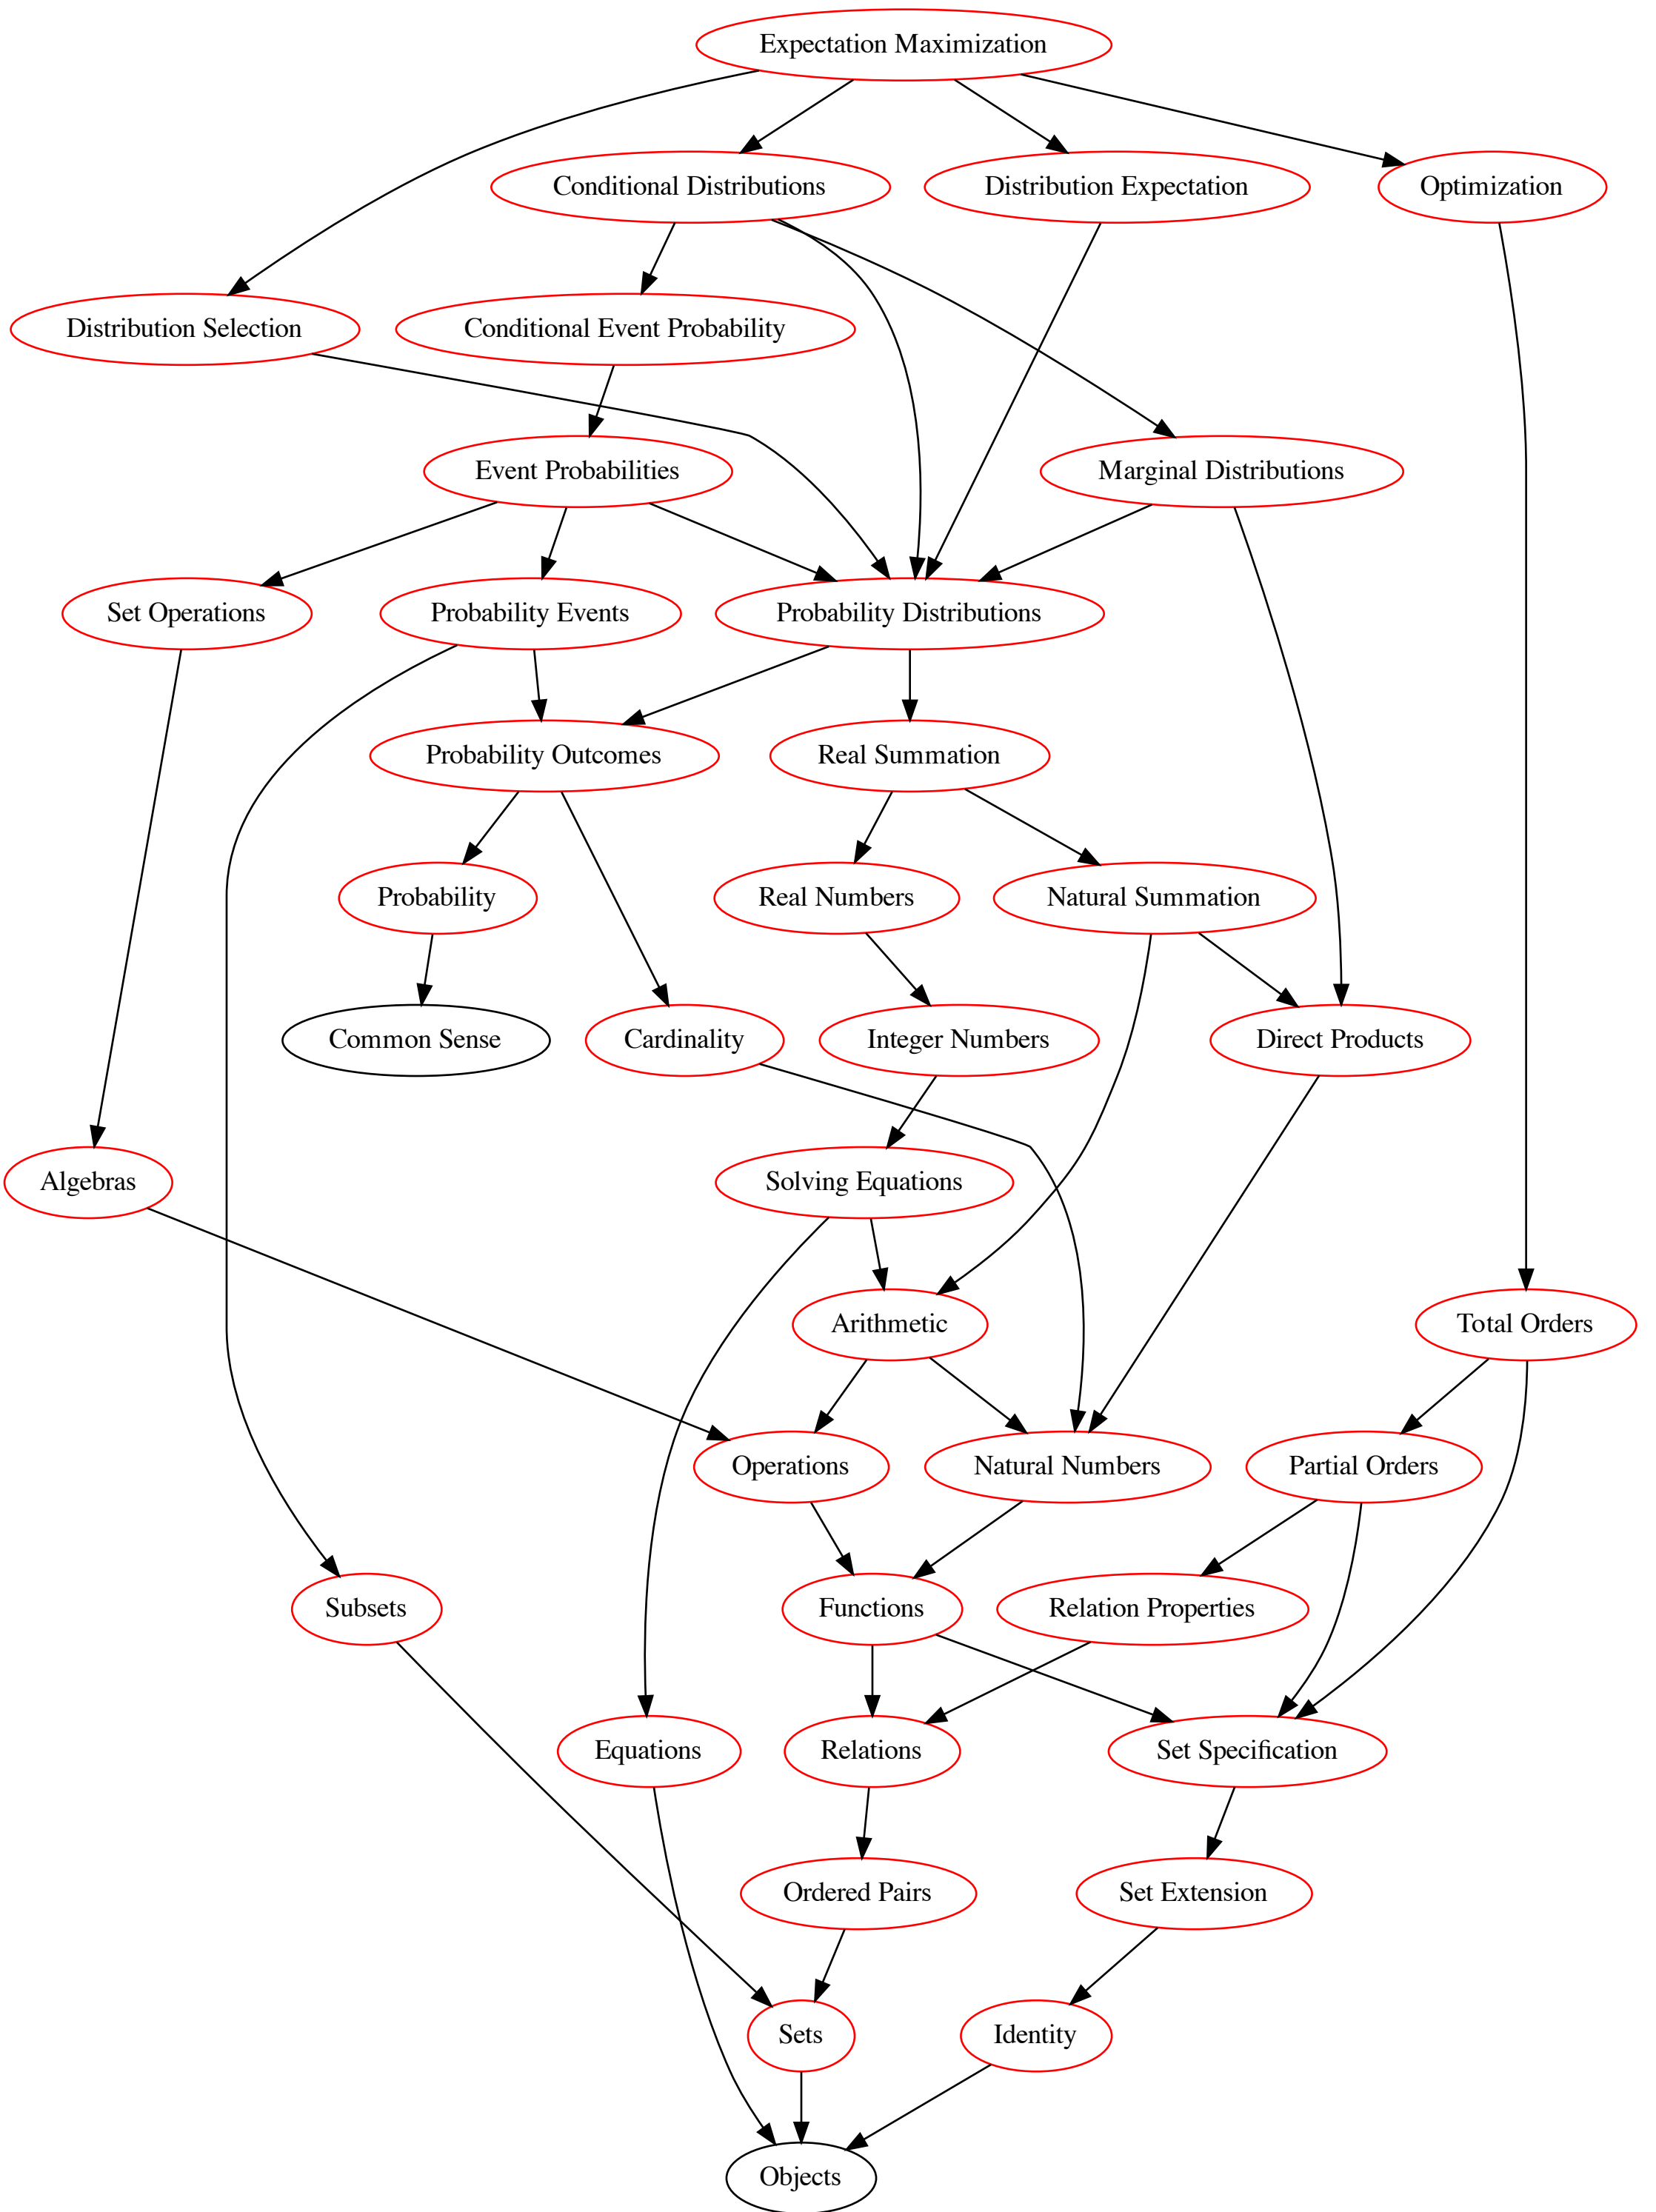 Expectation Maximization
Conditional Distributions
Distribution Expectation
Optimization
Distribution Selection
Conditional Event Probability
Event Probabilities
Marginal Distributions
Set Operations
Probability Events
Probability Distributions
Probability Outcomes
Real Summation
Probability
Real Numbers
Natural Summation
Common Sense
Cardinality
Integer Numbers
Direct Products
Algebras
Solving Equations
Arithmetic
Total Orders
Operations
Natural Numbers
Partial Orders
Subsets
Functions
Relation Properties
Equations
Relations
Set Specification
Ordered Pairs
Set Extension
Sets
Identity
Objects